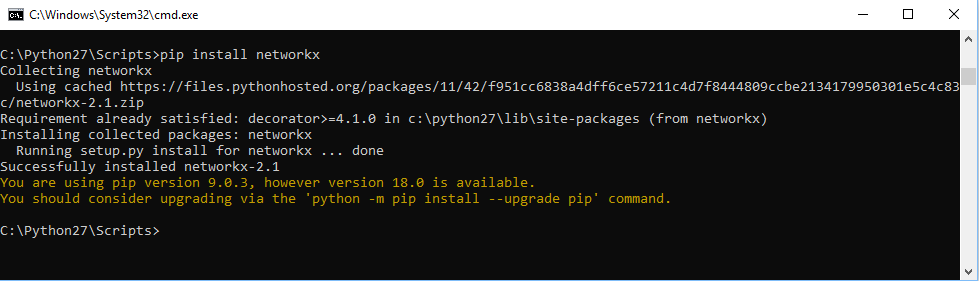 C:\Windows\System32\cmd.exe
C:\Python27\Scripts>pip install networkx
Collecting networkx
  Using cached https://files.pythonhosted.org/packages/11/42/f951cc6838a4dff6ce57211c4d7f8444809ccbe2134179950301e5c4c83
c/networkx-2.1.zip
Requirement already satisfied: decorator>=4.1.0 in c:\python27\lib\site-packages (from networkx)
Installing collected packages: networkx
  Running setup.py install for networkx ... done
Successfully installed networkx-2.1
You are using pip version 9.0.3, however version 18.0 is available.
You should consider upgrading via the 'python -m pip install --upgrade pip' command.
C:\Python27\Scripts>